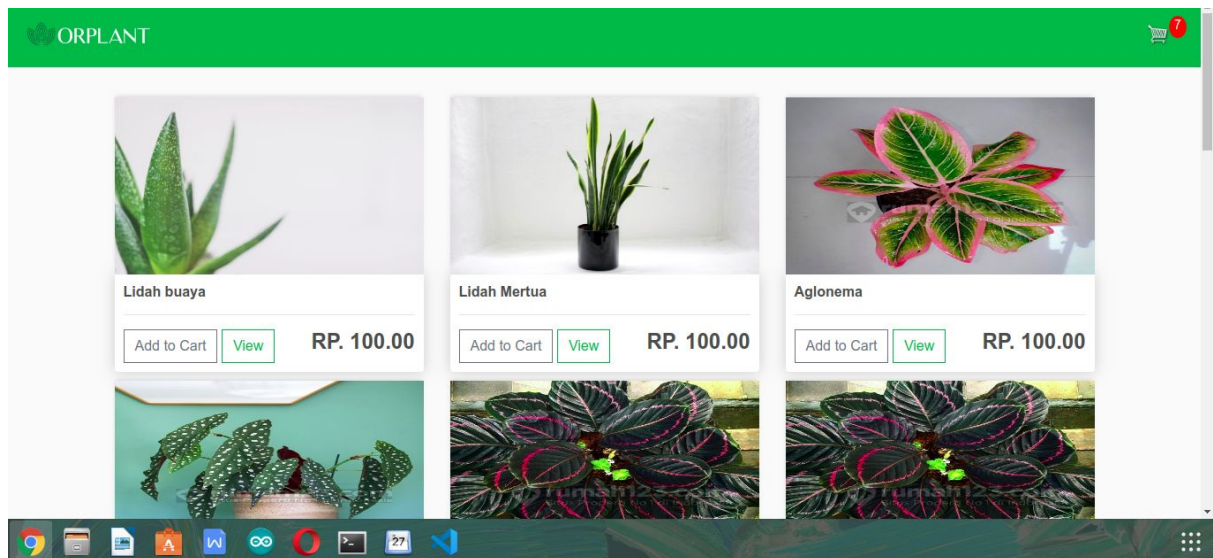 ORPLANT
7
Lidah buaya
Lidah Mertua
Aglonema
Add to Cart View RP. 100.00
Add to Cart View RP. 100.00
Add to Cart View RP. 100.00
27